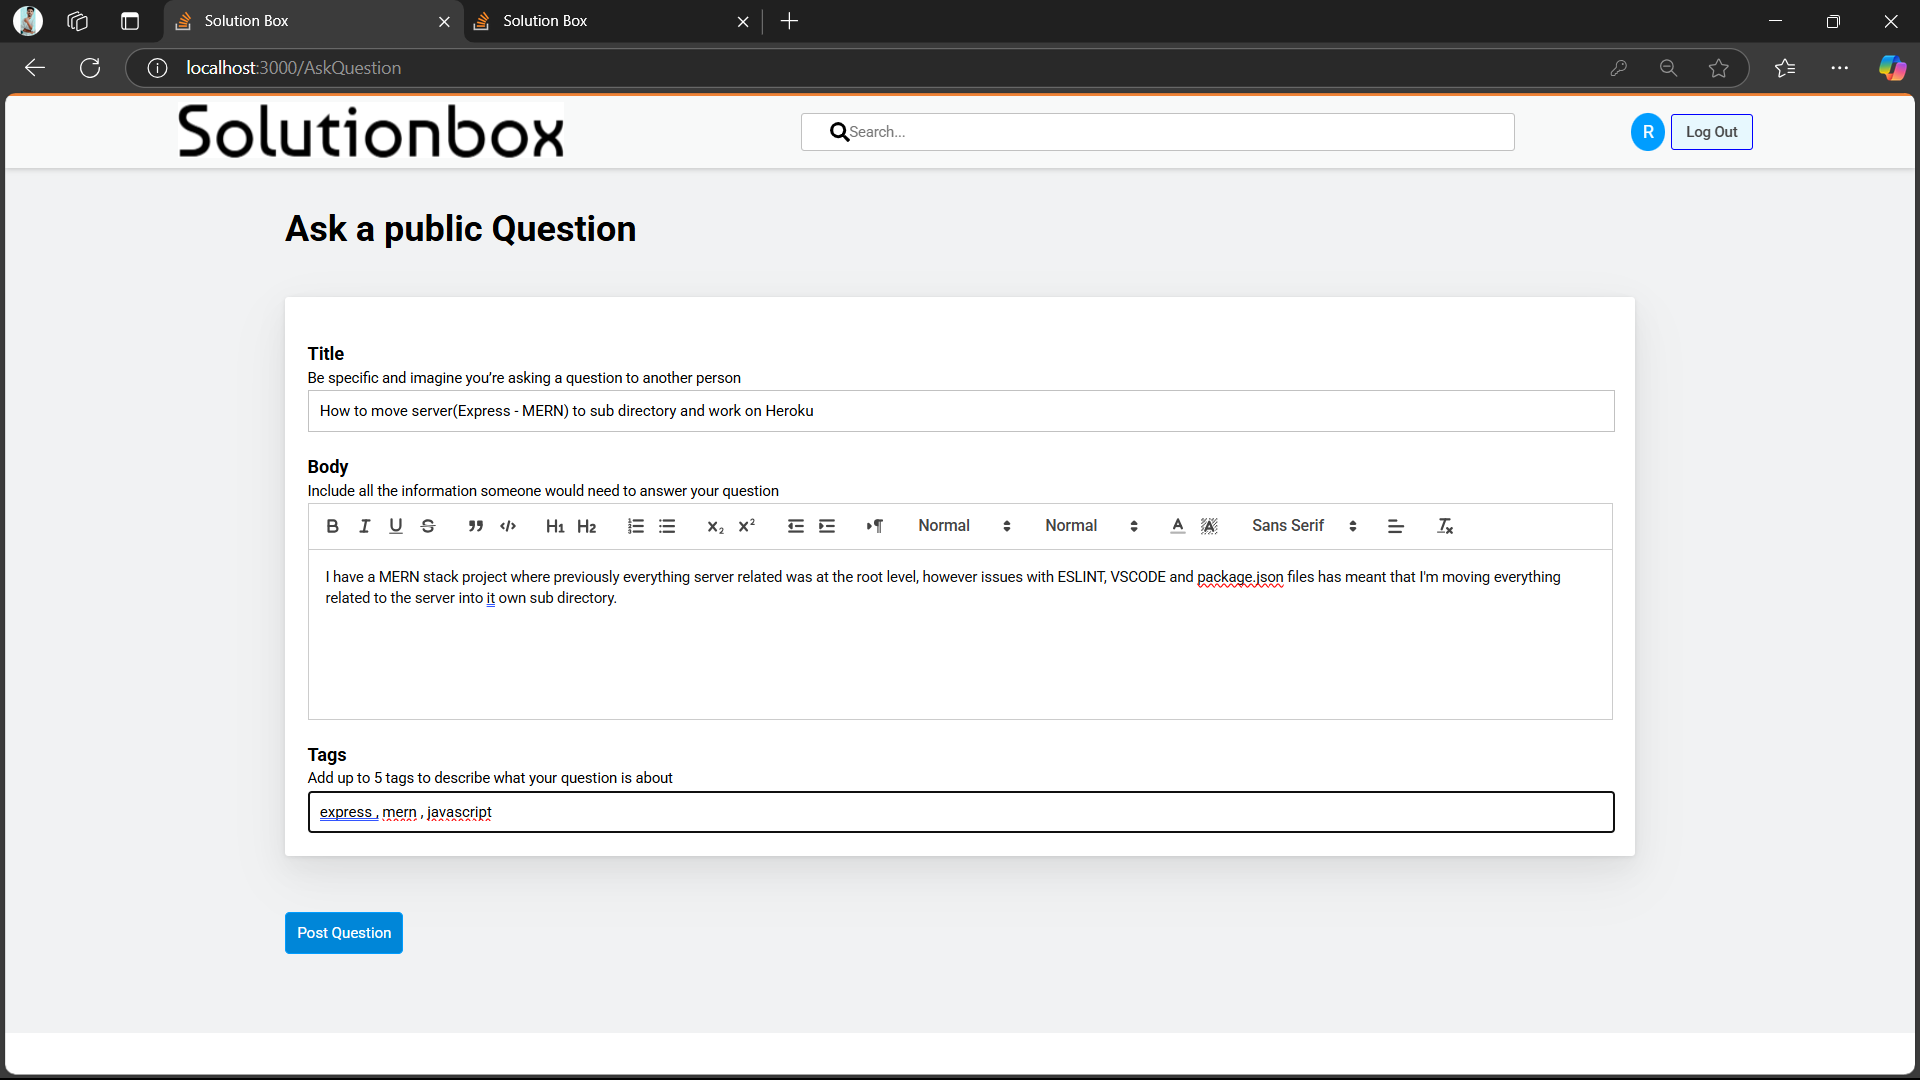 Solution Box
Solution Box
localhost:3000/AskQuestion
Solutionbox
Search...
R
Log Out
Ask a public Question
Title
Be specific and imagine you’re asking a question to another person
How to move server(Express - MERN) to sub directory and work on Heroku
Body
Include all the information someone would need to answer your question
B I U S H1 H2 X2 X2 Normal Normal A A Sans Serif Tx
I have a MERN stack project where previously everything server related was at the root level, however issues with ESLINT, VSCODE and package.json files has meant that I'm moving everything
related to the server into it own sub directory.
Tags
Add up to 5 tags to describe what your question is about
express , mern , javascript
Post Question